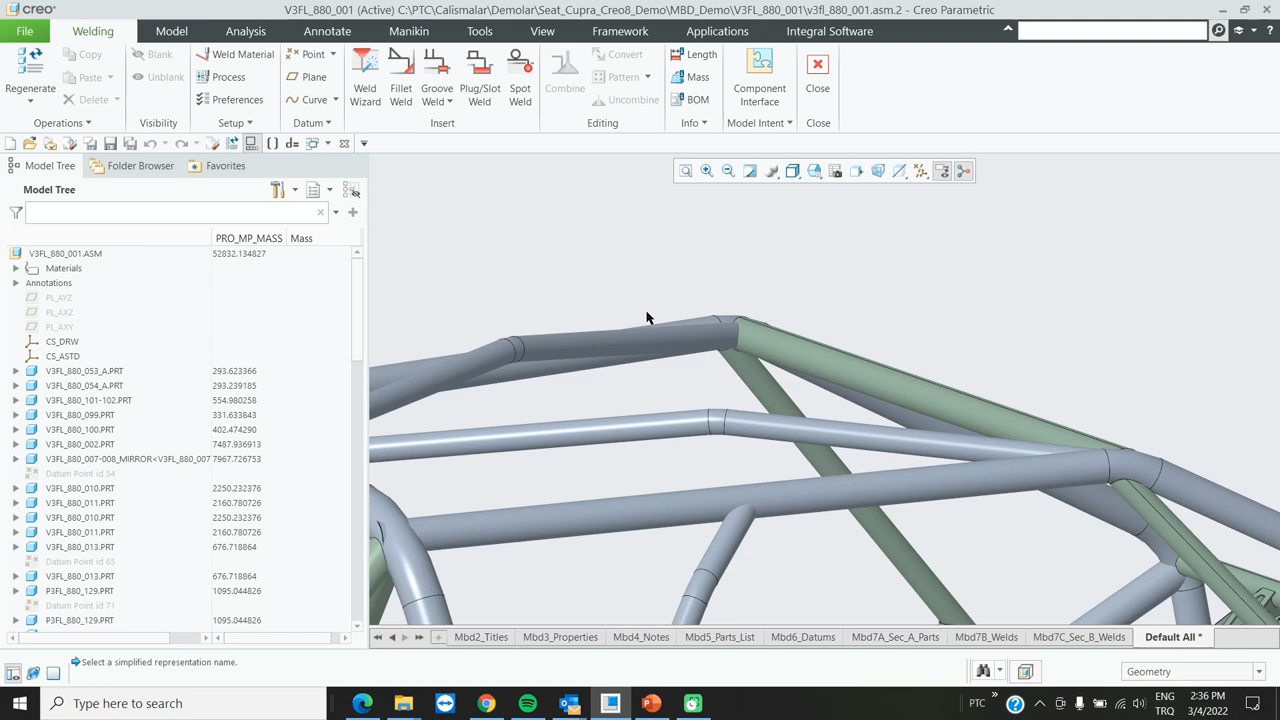 V3FL_880_001 (Active) C:\PTC\Calismalar\Demolar\Seat_Cupra_Creo8_Demo\MBD_Demo\V3FL_880_001\v3fl_880_001.asm.2 - Creo Parametric
File Welding Model Analysis Annotate Manikin Tools View Framework Applications Integral Software
Regenerate
Copy
Paste
Delete
Operations
Blank
Unblank
Visibility
Weld Material
Process
Preferences
Setup
Point
Plane
Curve
Datum
Weld Wizard
Fillet Weld
Groove Weld
Plug/Slot Weld
Spot Weld
Insert
Combine
Convert
Pattern
Uncombine
Editing
Length
Mass
BOM
Info
Component Interface
Model Intent
Close
Close
Model Tree Folder Browser Favorites
Model Tree
PRO_MP_MASS Mass
V3FL_880_001.ASM 52832.134827
Materials
Annotations
PL_AYZ
PL_AXZ
PL_AXY
CS_DRW
CS_ASTD
V3FL_880_053_A.PRT 293.623366
V3FL_880_054_A.PRT 293.239185
V3FL_880_101-102.PRT 554.980258
V3FL_880_099.PRT 331.633843
V3FL_880_100.PRT 402.474290
V3FL_880_002.PRT 7487.936913
V3FL_880_007-008_MIRROR<V3FL_880_007 7967.726753
Datum Point id 54
V3FL_880_010.PRT 2250.232376
V3FL_880_011.PRT 2160.780726
V3FL_880_010.PRT 2250.232376
V3FL_880_011.PRT 2160.780726
V3FL_880_013.PRT 676.718864
Datum Point id 65
V3FL_880_013.PRT 676.718864
P3FL_880_129.PRT 1095.044826
Datum Point id 71
P3FL_880_129.PRT 1095.044826
Mbd2_Titles Mbd3_Properties Mbd4_Notes Mbd5_Parts_List Mbd6_Datums Mbd7A_Sec_A_Parts Mbd7B_Welds Mbd7C_Sec_B_Welds Default All *
Select a simplified representation name.
Geometry
Type here to search
PTC
ENG
TRQ
2:36 PM
3/4/2022